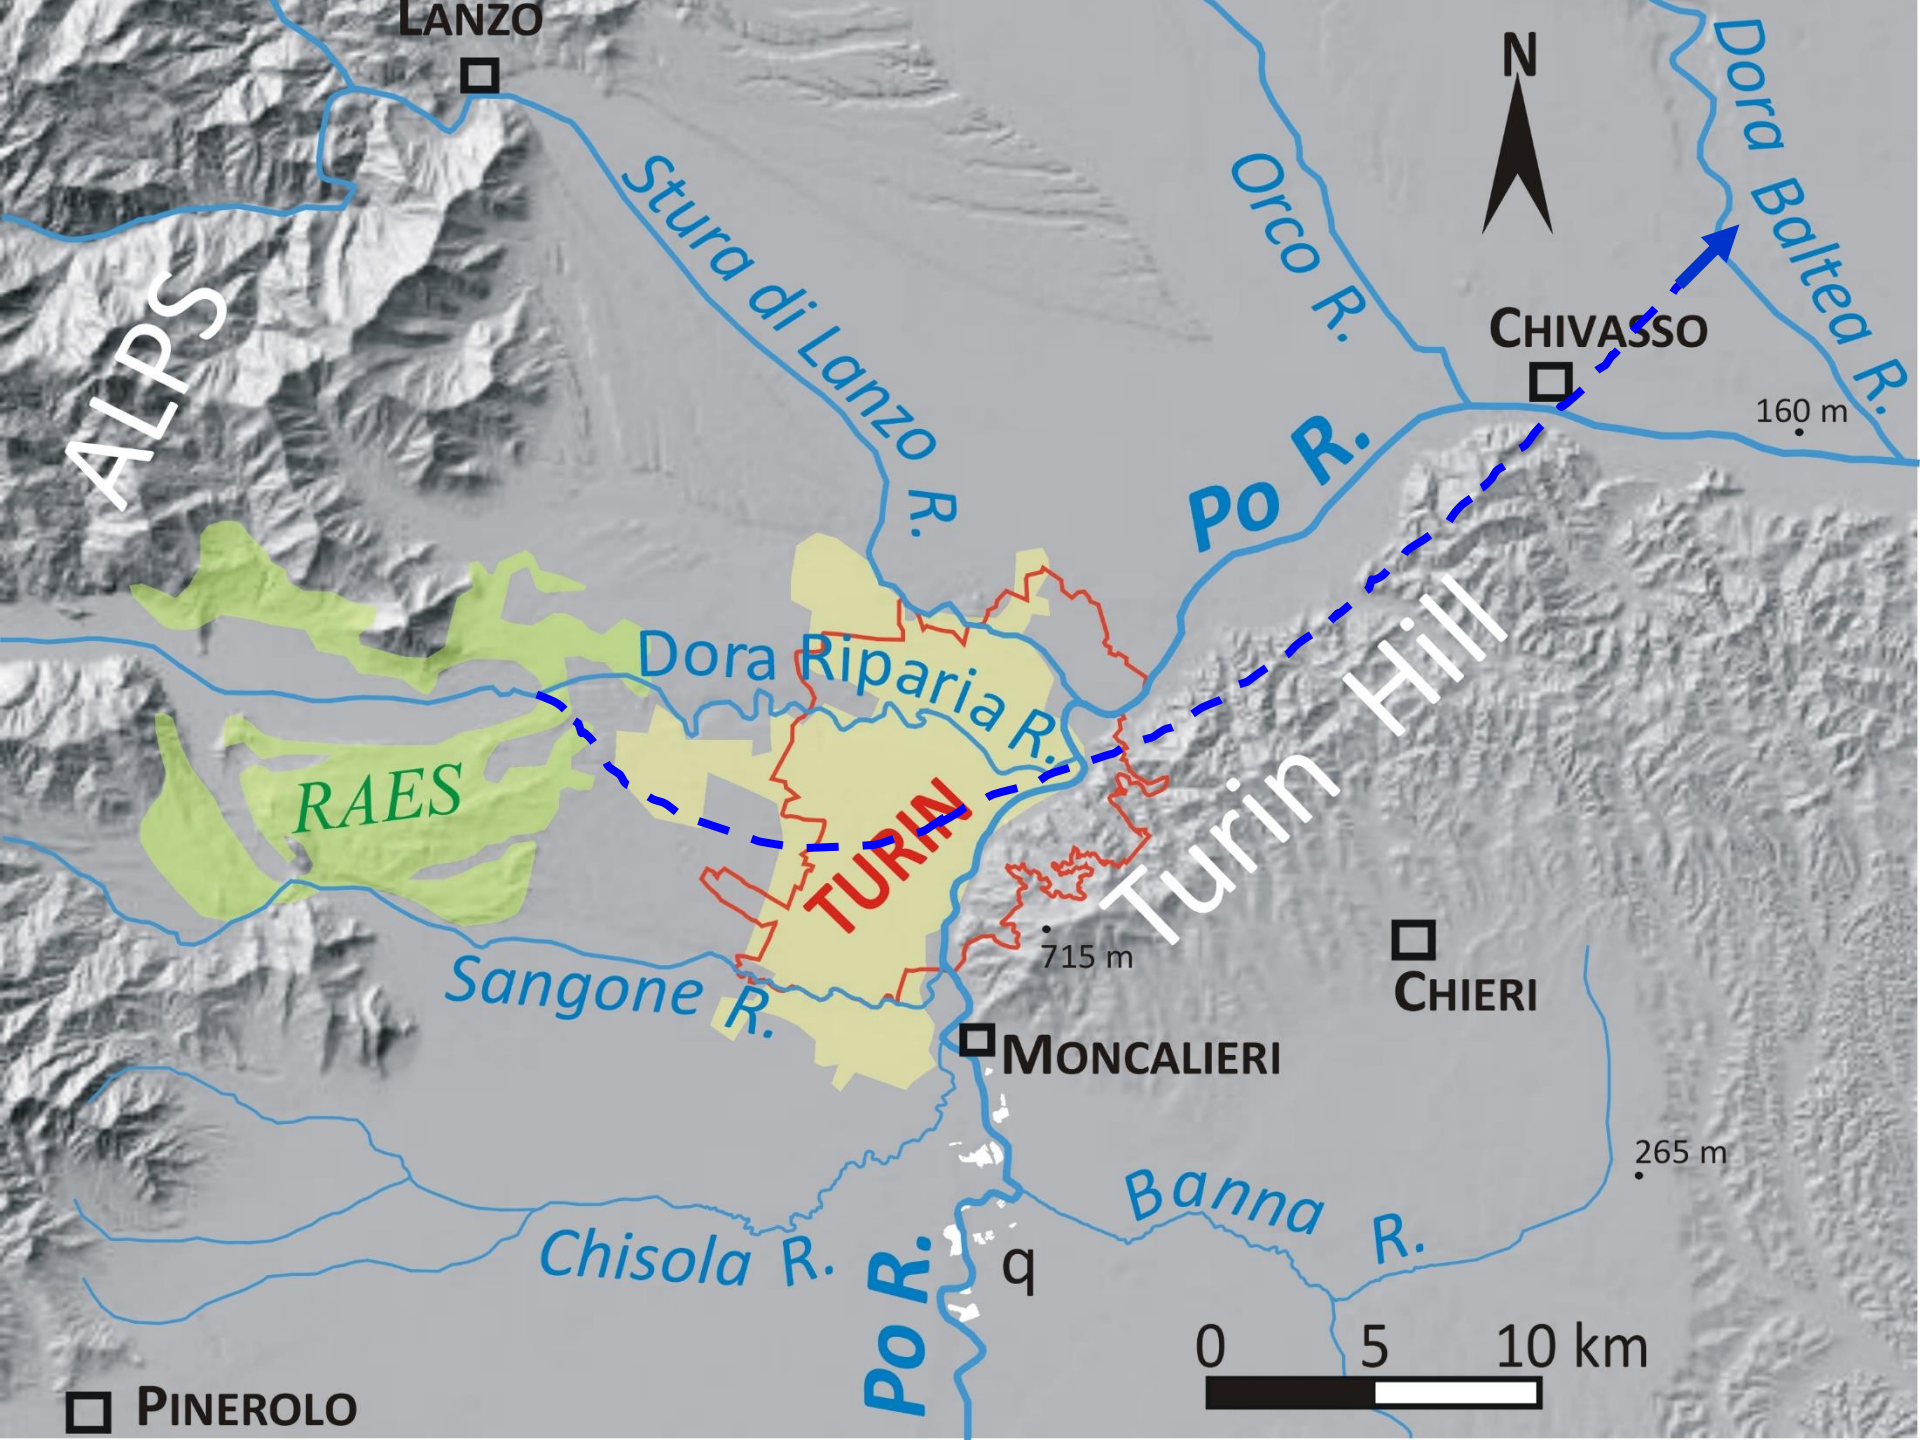 LANZO
N
Dora Baltea R.
Stura di Lanzo R.
Orco R.
ALPS
CHIVASSO
160 m
Po R.
Dora Riparia R.
RAES
TURIN
Turin Hill
715 m
CHIERI
Sangone R.
MONCALIERI
265 m
Banna R.
Chisola R.
q
Po R.
0 5 10 km
PINEROLO